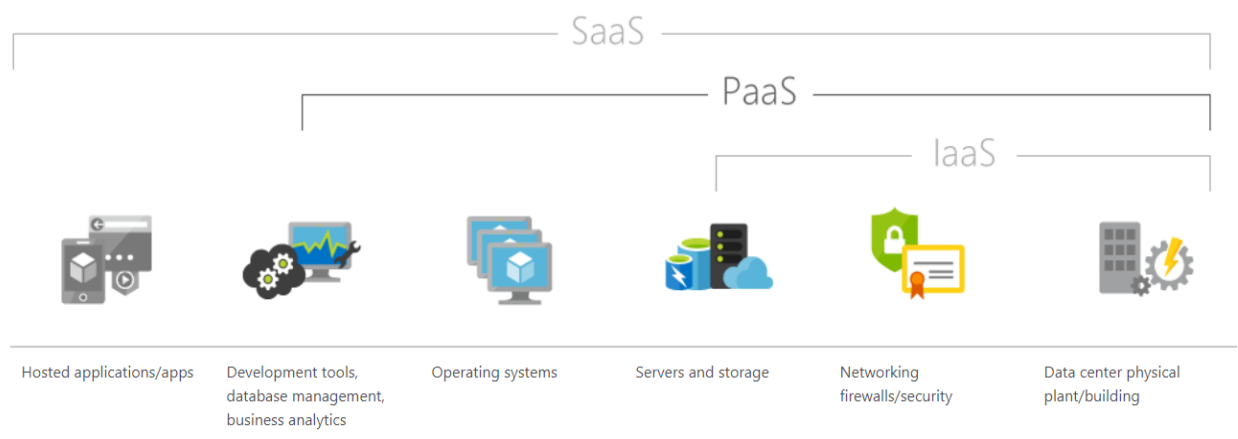 SaaS
PaaS
IaaS
Hosted applications/apps
Development tools,
database management,
business analytics
Operating systems
Servers and storage
Networking
firewalls/security
Data center physical
plant/building